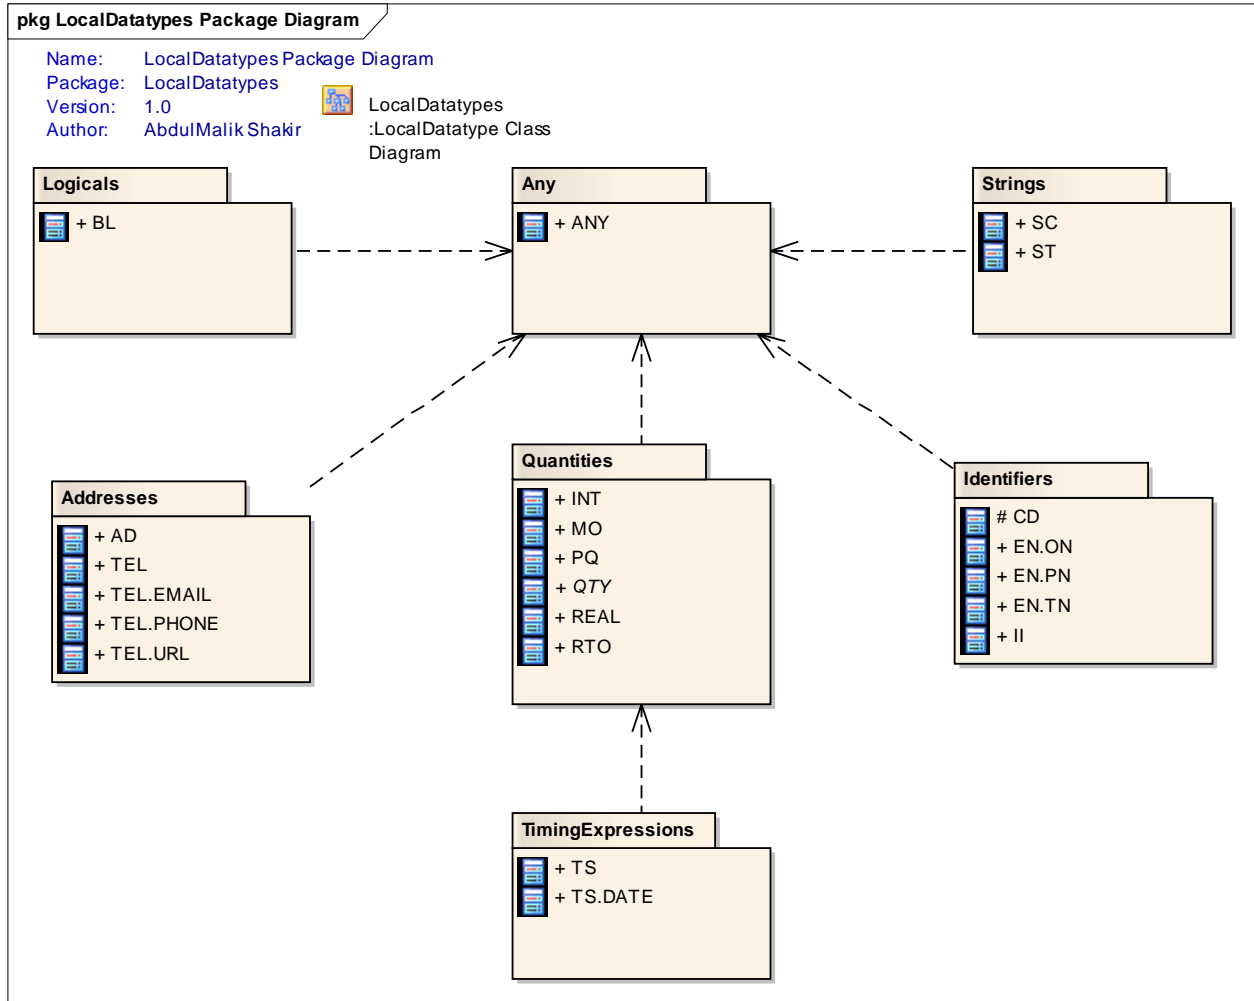 pkg LocalDatatypes Package Diagram
Name: LocalDatatypes Package Diagram
Package: LocalDatatypes
Version: 1.0
Author: AbdulMalik Shakir
LocalDatatypes
:LocalDatatype Class
Diagram
Logicals
+ BL
Any
+ ANY
Strings
+ SC
+ ST
Addresses
+ AD
+ TEL
+ TEL.EMAIL
+ TEL.PHONE
+ TEL.URL
Quantities
+ INT
+ MO
+ PQ
+ QTY
+ REAL
+ RTO
Identifiers
# CD
+ EN.ON
+ EN.PN
+ EN.TN
+ II
TimingExpressions
+ TS
+ TS.DATE